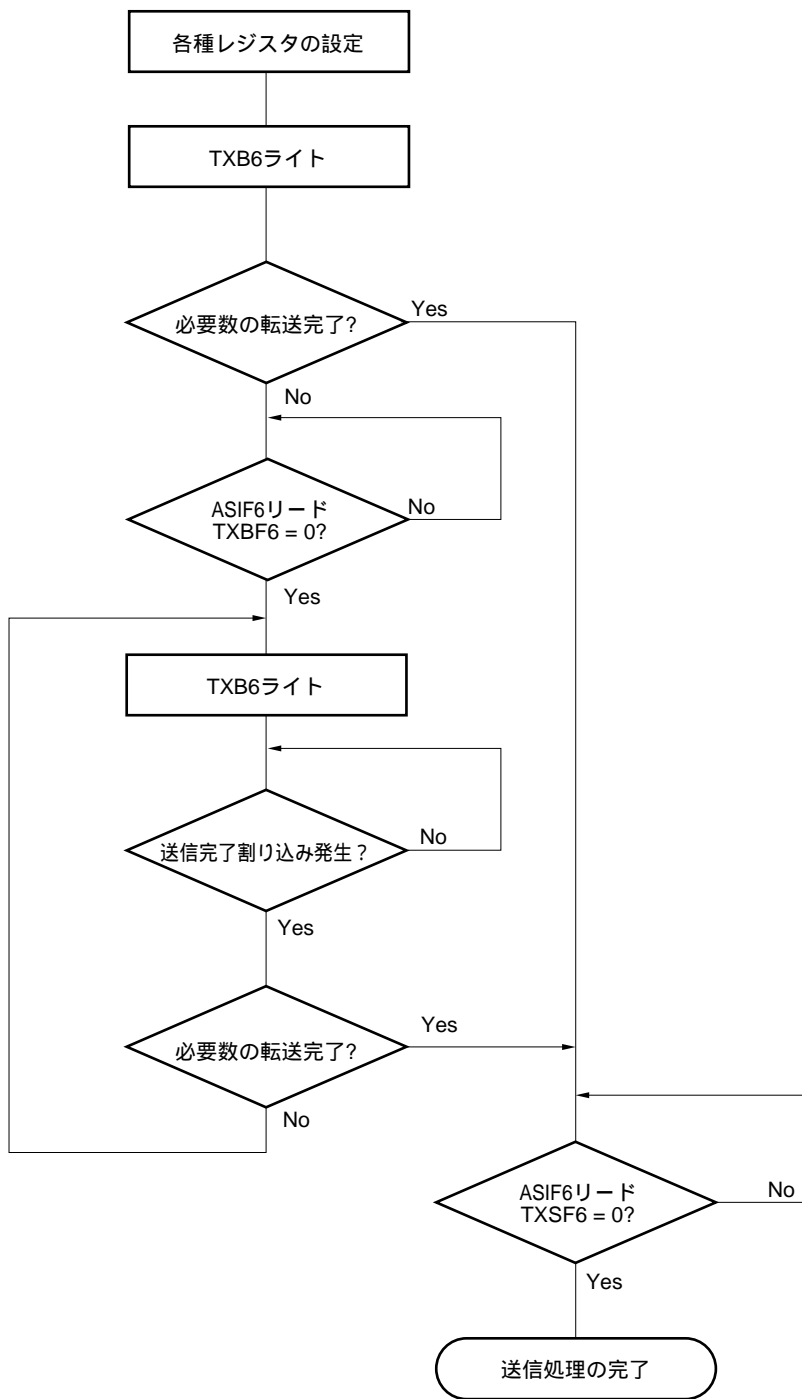 各種レジスタの設定
TXB6ライト
必要数の転送完了?
Yes
No
ASIF6リード
TXBF6 = 0?
No
Yes
TXB6ライト
送信完了割り込み発生？
No
Yes
必要数の転送完了?
Yes
No
ASIF6リード
TXSF6 = 0?
No
Yes
送信処理の完了